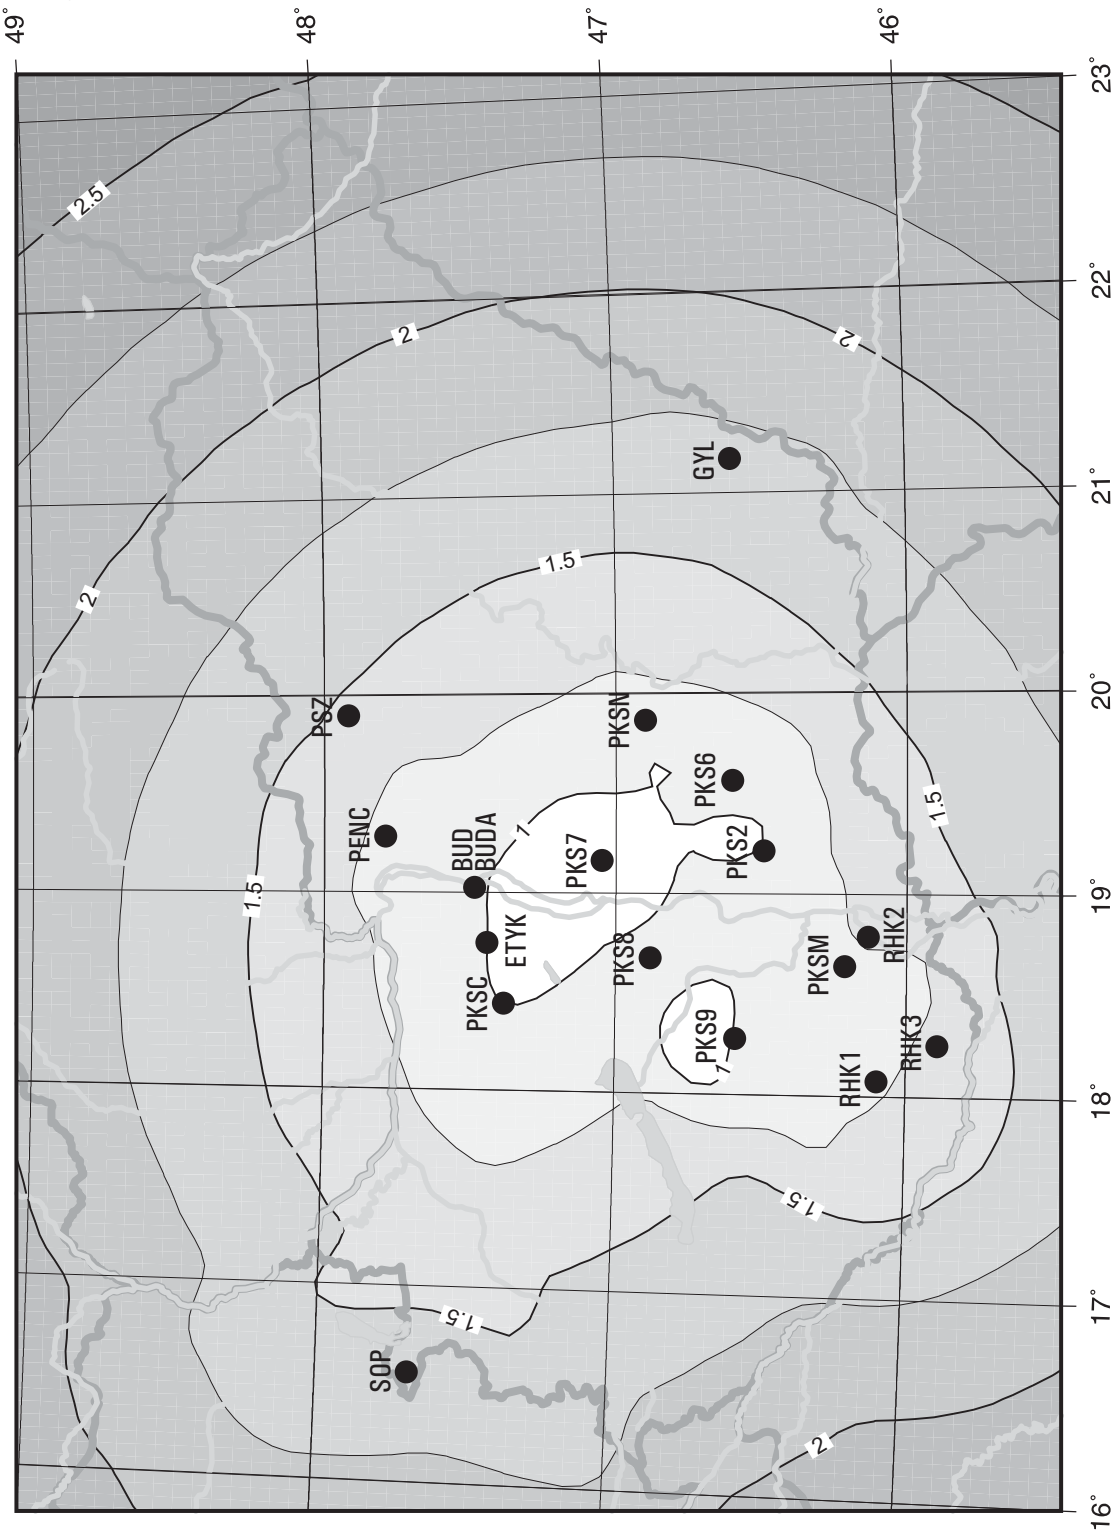 49°
48°
47°
46°
23°
22°
21°
20°
19°
18°
17°
16°
2.5
2
2
2
1.5
GYL
PSZ
PKSN
PKS6
1.5
PENC
BUD
BUDA
1
PKS7
PKS2
1.5
ETYK
PKSC
PKS8
PKSM
RHK2
PKS9
1
RHK1
RHK3
1.5
1.5
SOP
2